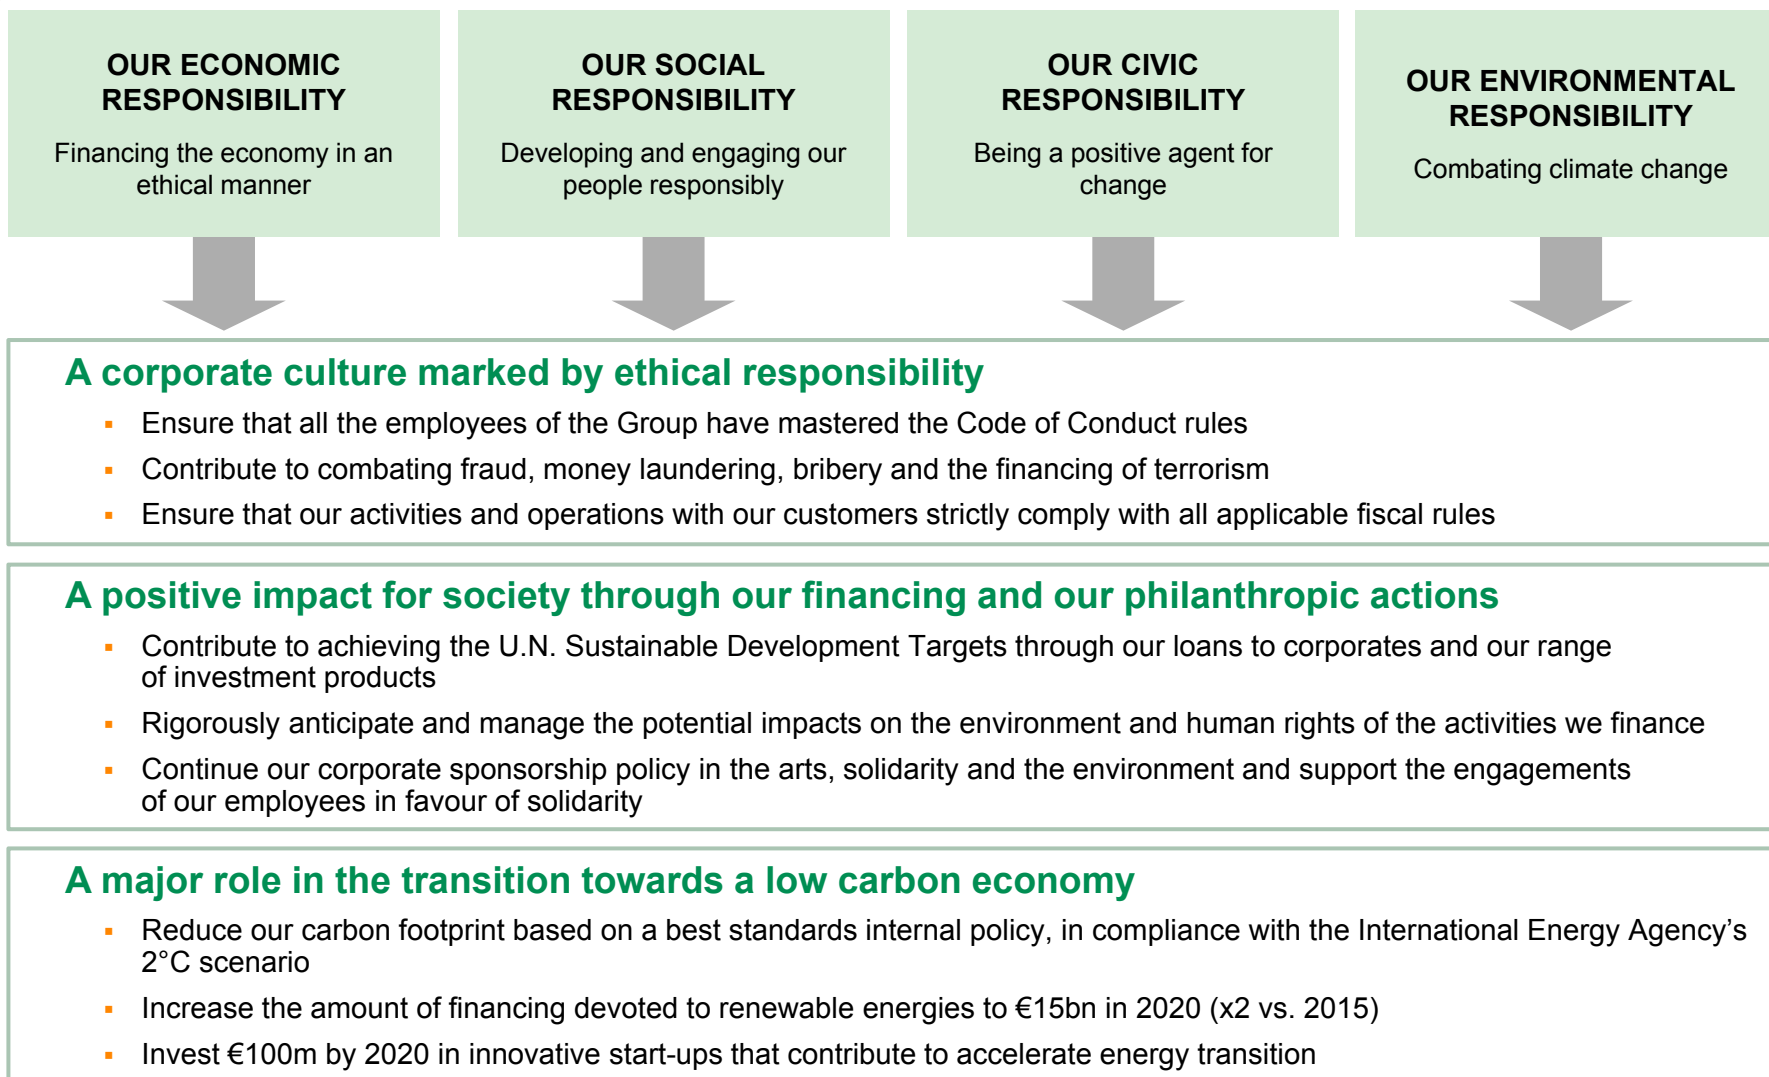 OUR ECONOMIC
RESPONSIBILITY
Financing the economy in an
ethical manner
OUR SOCIAL
RESPONSIBILITY
Developing and engaging our
people responsibly
OUR CIVIC
RESPONSIBILITY
Being a positive agent for
change
OUR ENVIRONMENTAL
RESPONSIBILITY
Combating climate change
A corporate culture marked by ethical responsibility
▪ Ensure that all the employees of the Group have mastered the Code of Conduct rules
▪ Contribute to combating fraud, money laundering, bribery and the financing of terrorism
▪ Ensure that our activities and operations with our customers strictly comply with all applicable fiscal rules
A positive impact for society through our financing and our philanthropic actions
▪ Contribute to achieving the U.N. Sustainable Development Targets through our loans to corporates and our range
of investment products
▪ Rigorously anticipate and manage the potential impacts on the environment and human rights of the activities we finance
▪ Continue our corporate sponsorship policy in the arts, solidarity and the environment and support the engagements
of our employees in favour of solidarity
A major role in the transition towards a low carbon economy
▪ Reduce our carbon footprint based on a best standards internal policy, in compliance with the International Energy Agency’s
2°C scenario
▪ Increase the amount of financing devoted to renewable energies to €15bn in 2020 (x2 vs. 2015)
▪ Invest €100m by 2020 in innovative start-ups that contribute to accelerate energy transition